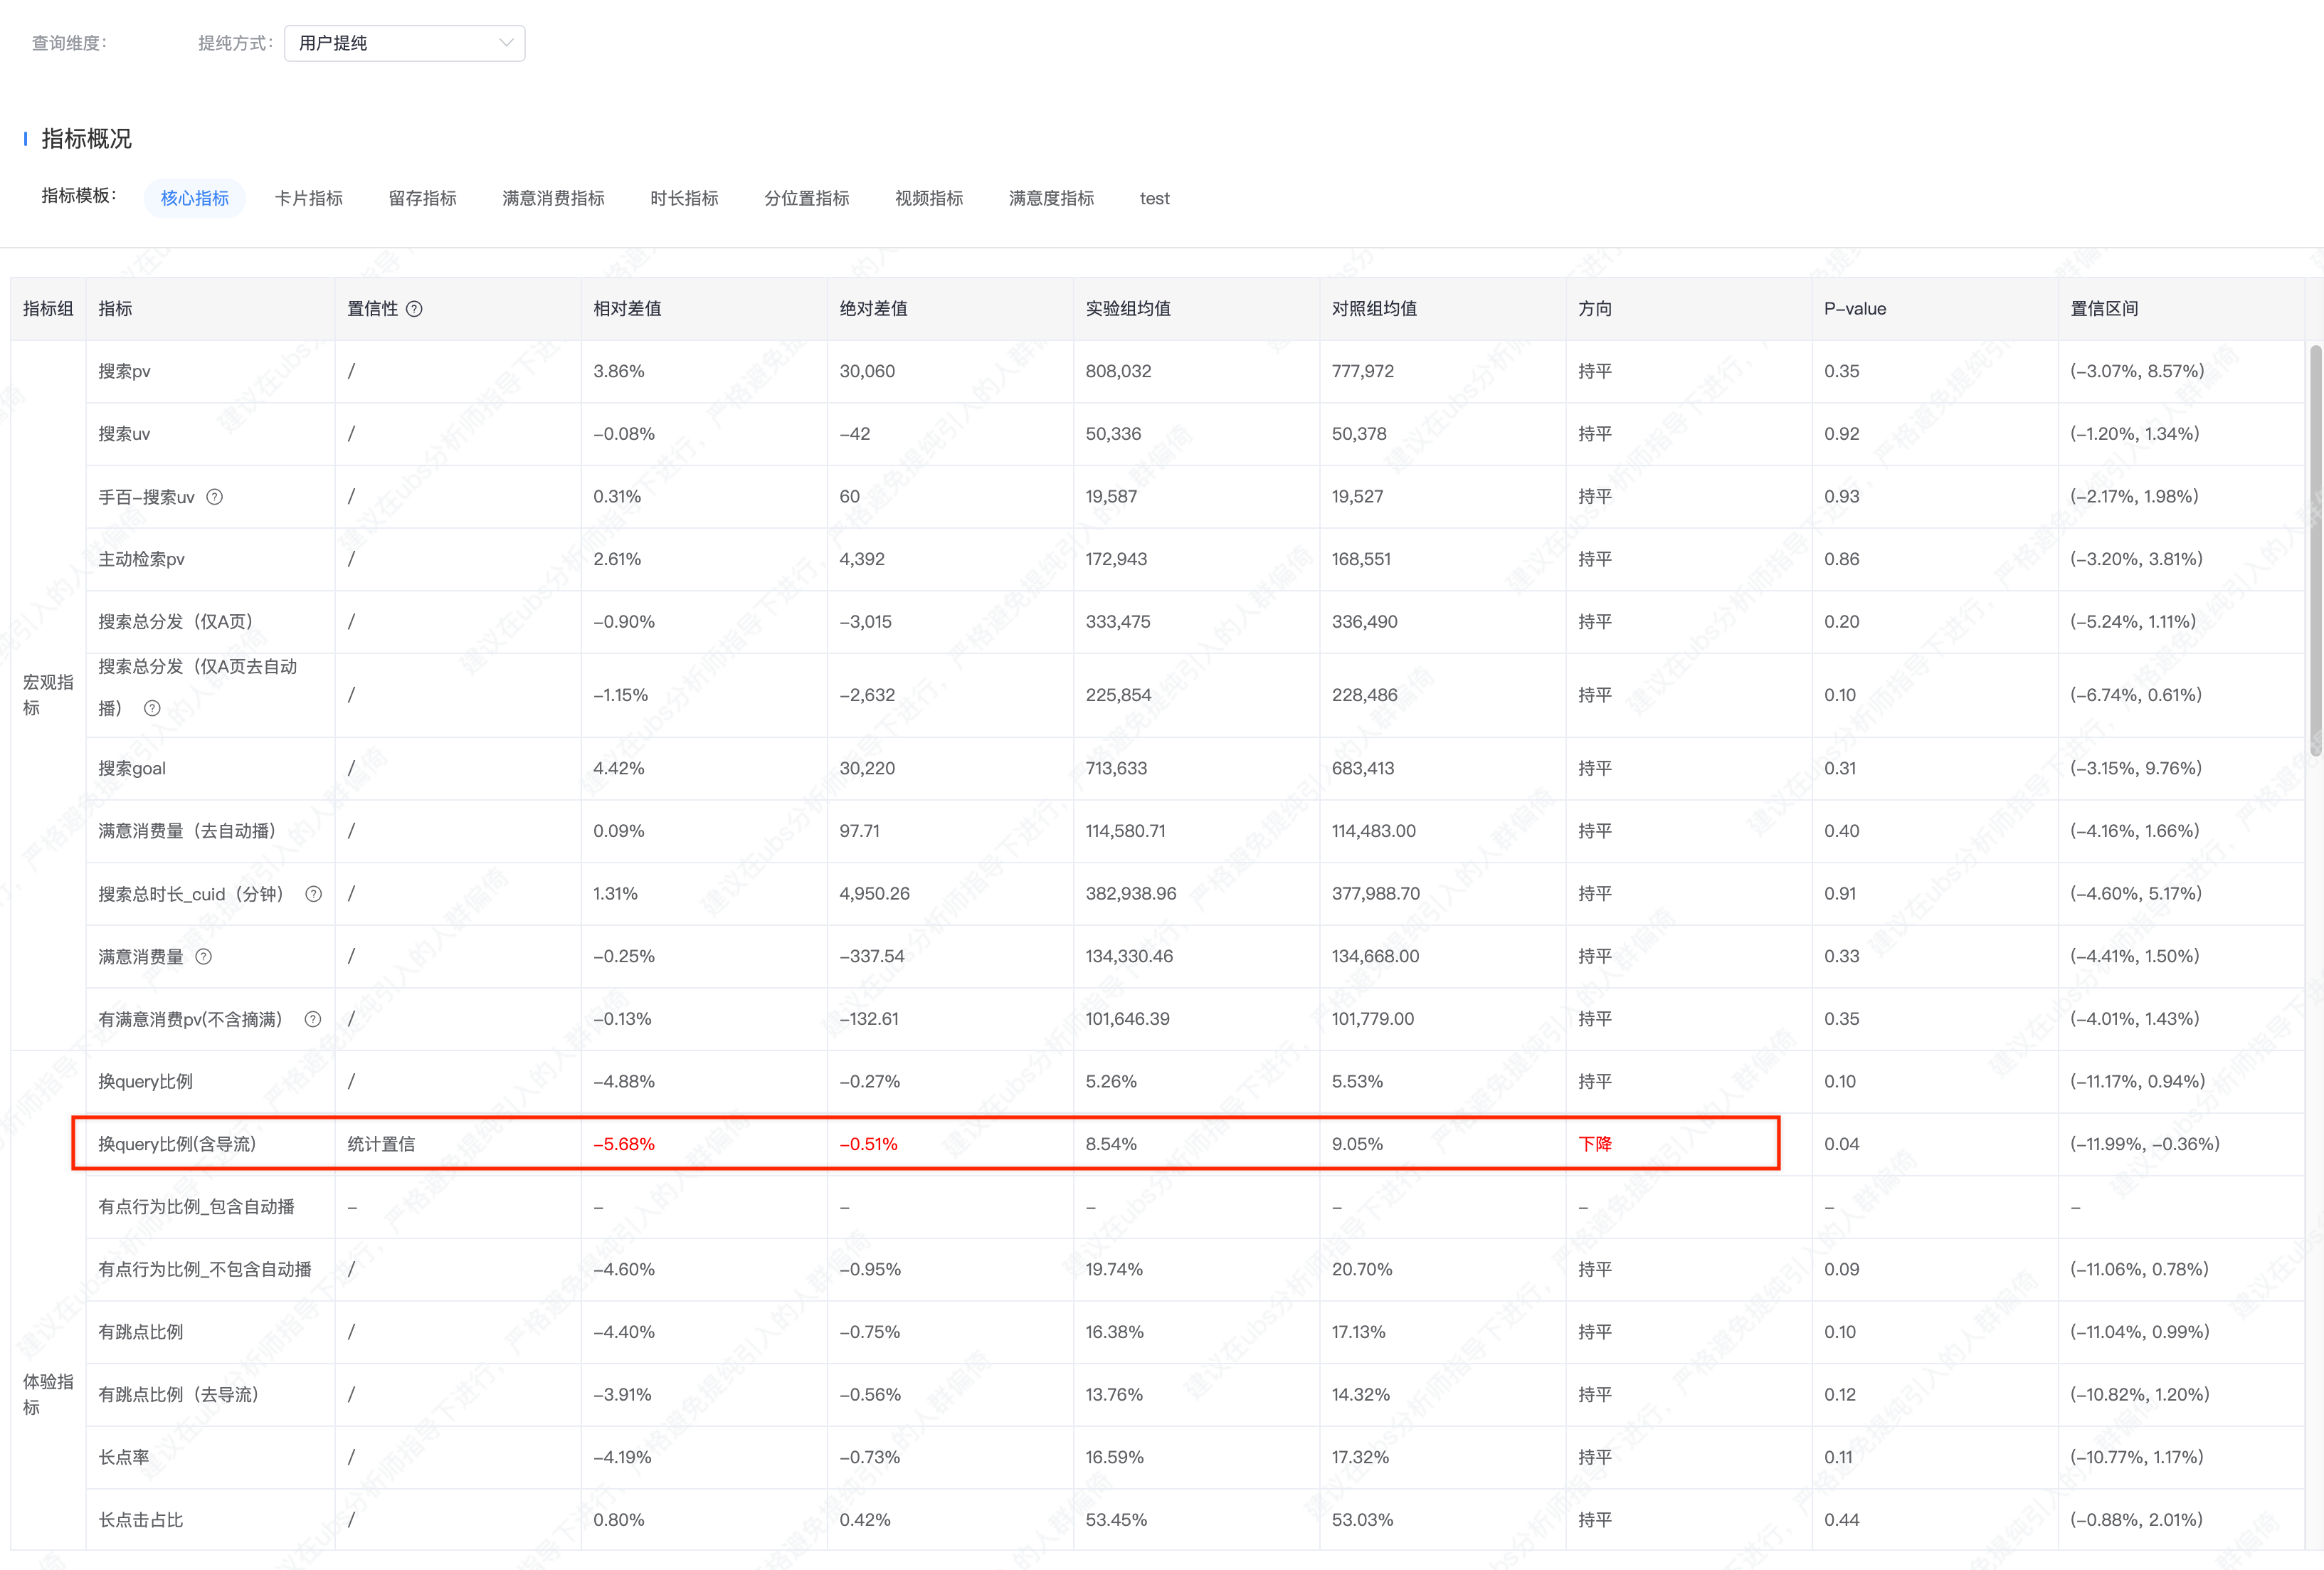 查询维度: 提纯方式: 用户提纯
指标概况
指标模板: 核心指标 卡片指标 留存指标 满意消费指标 时长指标 分位置指标 视频指标 满意度指标 test
指标组 指标 置信性 ? 相对差值 绝对差值 实验组均值 对照组均值 方向 P-value 置信区间
宏观指
标
搜索pv / 3.86% 30,060 808,032 777,972 持平 0.35 (-3.07%, 8.57%)
搜索uv / -0.08% -42 50,336 50,378 持平 0.92 (-1.20%, 1.34%)
手百-搜索uv ? / 0.31% 60 19,587 19,527 持平 0.93 (-2.17%, 1.98%)
主动检索pv / 2.61% 4,392 172,943 168,551 持平 0.86 (-3.20%, 3.81%)
搜索总分发（仅A页） / -0.90% -3,015 333,475 336,490 持平 0.20 (-5.24%, 1.11%)
搜索总分发（仅A页去自动
播） ? / -1.15% -2,632 225,854 228,486 持平 0.10 (-6.74%, 0.61%)
搜索goal / 4.42% 30,220 713,633 683,413 持平 0.31 (-3.15%, 9.76%)
满意消费量（去自动播） / 0.09% 97.71 114,580.71 114,483.00 持平 0.40 (-4.16%, 1.66%)
搜索总时长_cuid（分钟） ? / 1.31% 4,950.26 382,938.96 377,988.70 持平 0.91 (-4.60%, 5.17%)
满意消费量 ? / -0.25% -337.54 134,330.46 134,668.00 持平 0.33 (-4.41%, 1.50%)
有满意消费pv(不含摘满） ? / -0.13% -132.61 101,646.39 101,779.00 持平 0.35 (-4.01%, 1.43%)
体验指
标
换query比例 / -4.88% -0.27% 5.26% 5.53% 持平 0.10 (-11.17%, 0.94%)
换query比例(含导流) 统计置信 -5.68% -0.51% 8.54% 9.05% 下降 0.04 (-11.99%, -0.36%)
有点行为比例_包含自动播 - - - - - - - -
有点行为比例_不包含自动播 / -4.60% -0.95% 19.74% 20.70% 持平 0.09 (-11.06%, 0.78%)
有跳点比例 / -4.40% -0.75% 16.38% 17.13% 持平 0.10 (-11.04%, 0.99%)
有跳点比例（去导流） / -3.91% -0.56% 13.76% 14.32% 持平 0.12 (-10.82%, 1.20%)
长点率 / -4.19% -0.73% 16.59% 17.32% 持平 0.11 (-10.77%, 1.17%)
长点击占比 / 0.80% 0.42% 53.45% 53.03% 持平 0.44 (-0.88%, 2.01%)
建议在ubs分析师指导下进行，严格避免提纯引入的人群偏倚